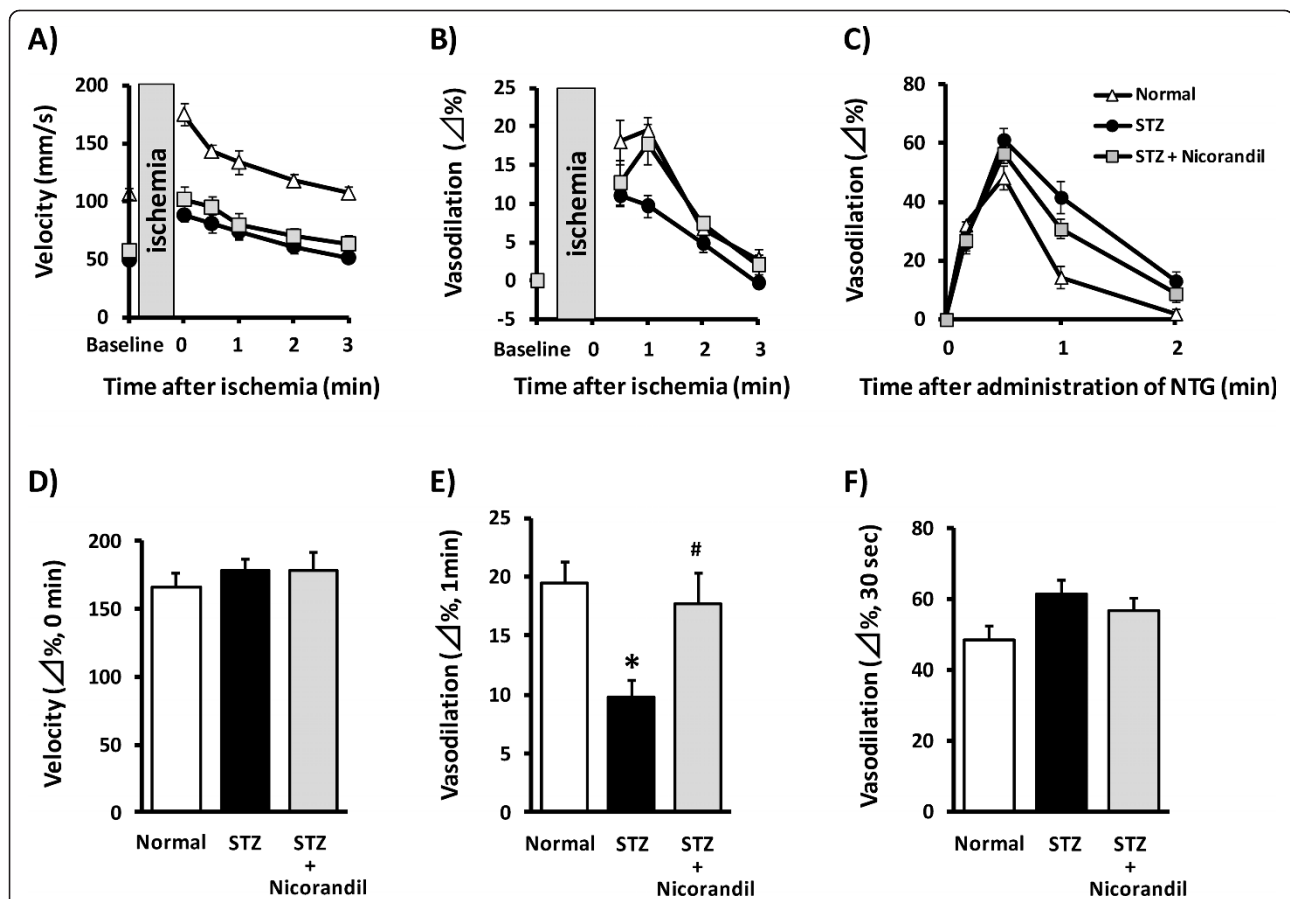 A)
Velocity (mm/s)
200
150
100
50
0
ischemia
Baseline 0 1 2 3
Time after ischemia (min)
B)
Vasodilation (⊿%)
25
20
15
10
5
0
-5
ischemia
Baseline 0 1 2 3
Time after ischemia (min)
C)
Vasodilation (⊿%)
80
60
40
20
0
Normal
STZ
STZ + Nicorandil
0 1 2
Time after administration of NTG (min)
D)
Velocity (⊿%, 0 min)
200
150
100
50
0
Normal STZ STZ
+
Nicorandil
E)
Vasodilation (⊿%, 1min)
25
20
15
10
5
0
*
#
Normal STZ STZ
+
Nicorandil
F)
Vasodilation (⊿%, 30 sec)
80
60
40
20
0
Normal STZ STZ
+
Nicorandil